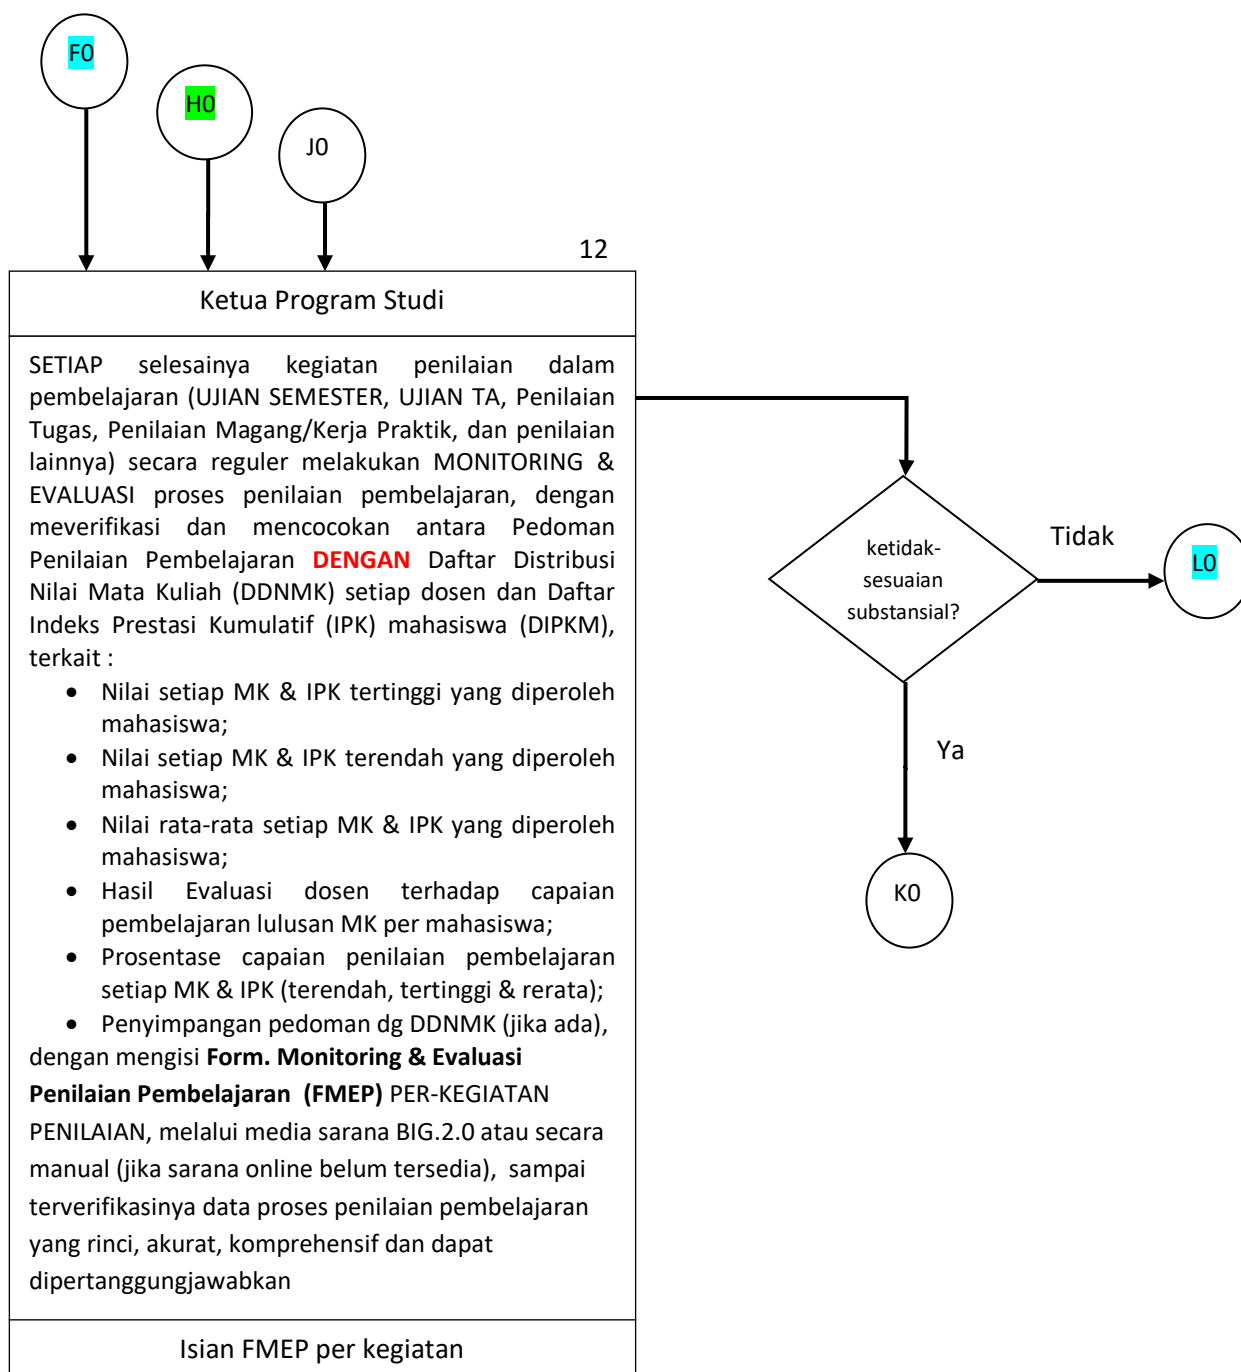 F0
H0
J0
12
Ketua Program Studi
SETIAP selesainya kegiatan penilaian dalam
pembelajaran (UJIAN SEMESTER, UJIAN TA, Penilaian
Tugas, Penilaian Magang/Kerja Praktik, dan penilaian
lainnya) secara reguler melakukan MONITORING &
EVALUASI proses penilaian pembelajaran, dengan
meverifikasi dan mencocokan antara Pedoman
Penilaian Pembelajaran DENGAN Daftar Distribusi
Nilai Mata Kuliah (DDNMK) setiap dosen dan Daftar
Indeks Prestasi Kumulatif (IPK) mahasiswa (DIPKM),
terkait :
• Nilai setiap MK & IPK tertinggi yang diperoleh
mahasiswa;
• Nilai setiap MK & IPK terendah yang diperoleh
mahasiswa;
• Nilai rata-rata setiap MK & IPK yang diperoleh
mahasiswa;
• Hasil Evaluasi dosen terhadap capaian
pembelajaran lulusan MK per mahasiswa;
• Prosentase capaian penilaian pembelajaran
setiap MK & IPK (terendah, tertinggi & rerata);
• Penyimpangan pedoman dg DDNMK (jika ada),
dengan mengisi Form. Monitoring & Evaluasi
Penilaian Pembelajaran (FMEP) PER-KEGIATAN
PENILAIAN, melalui media sarana BIG.2.0 atau secara
manual (jika sarana online belum tersedia), sampai
terverifikasinya data proses penilaian pembelajaran
yang rinci, akurat, komprehensif dan dapat
dipertanggungjawabkan
Isian FMEP per kegiatan
ketidak-
sesuaian
substansial?
Tidak
L0
Ya
K0